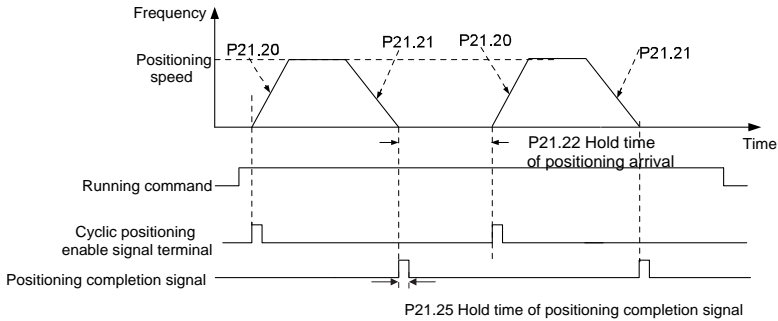 Frequency
P21.20
P21.21
P21.20
P21.21
Positioning
speed
P21.22 Hold time
of positioning arrival
Time
Running command
Cyclic positioning
enable signal terminal
Positioning completion signal
P21.25 Hold time of positioning completion signal